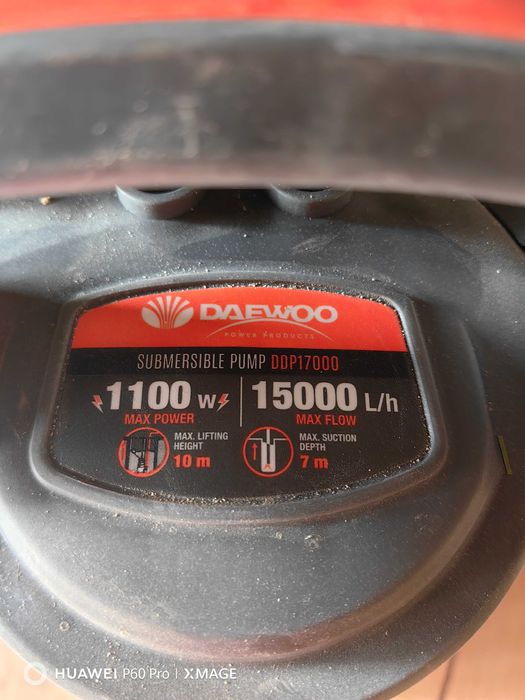 DAEWOO
POWER PRODUCTS
SUBMERSIBLE PUMP DDP17000
1100 W
MAX POWER
15000 L/h
MAX FLOW
MAX. LIFTING
HEIGHT
10 m
MAX. SUCTION
DEPTH
7 m
HUAWEI P60 Pro | XMAGE